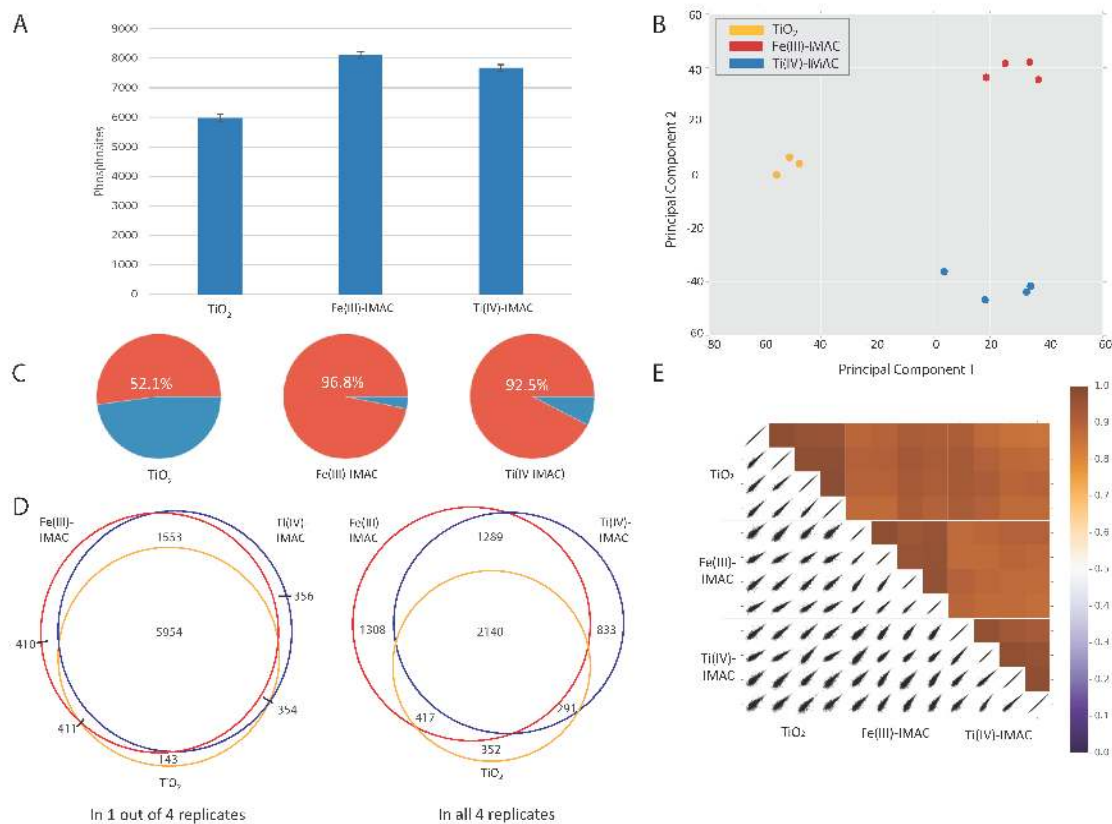 A
9000
8000
7000
6000
5000
4000
3000
2000
1000
0
Phosphosites
TiO2
Fe(III)-IMAC
Ti(IV)-IMAC
B
TiO2
Fe(III)-IMAC
Ti(IV)-IMAC
60
40
20
0
-20
-40
60
Principal Component 2
80
60
40
20
0
20
40
60
Principal Component 1
C
52.1%
96.8%
92.5%
TiO2
Fe(III) IMAC
Ti(IV IMAC)
D
Fe(III)-
IMAC
Ti(IV)
IMAC
1553
356
5954
410
411
354
143
TiO2
In 1 out of 4 replicates
Fe(III)
IMAC
Ti(IV)-
IMAC
1289
1308
2140
833
417
291
352
TiO2
In all 4 replicates
E
TiO2
Fe(III)-
IMAC
Ti(IV)-
IMAC
TiO2
Fe(III)-IMAC
Ti(IV)-IMAC
1.0
0.9
0.8
0.7
0.6
0.5
0.4
0.3
0.2
0.1
0.0